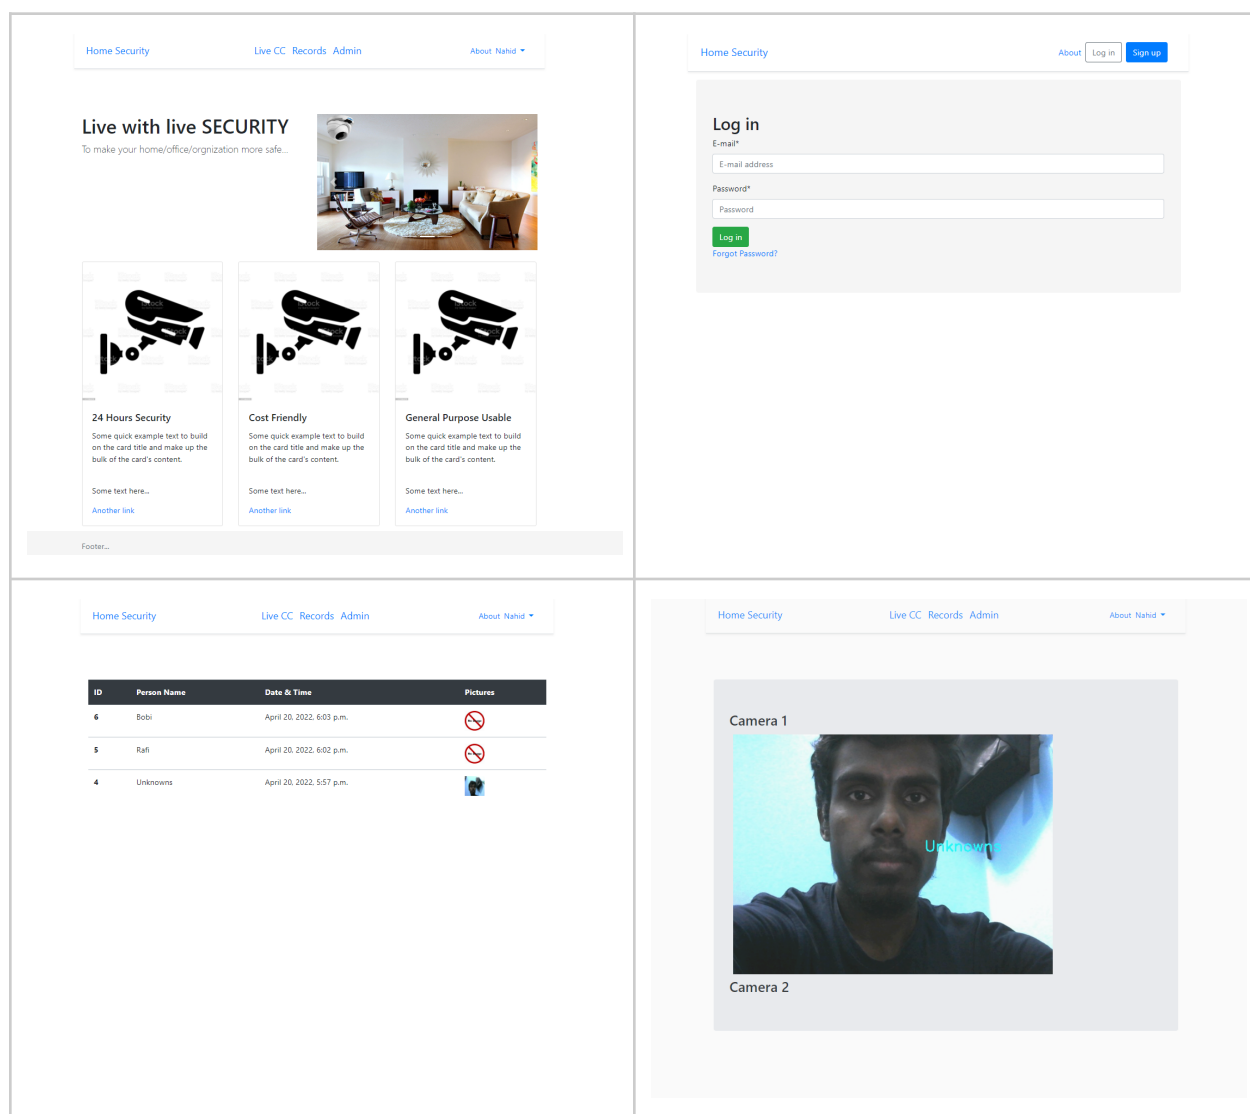 Home Security
Live CC Records Admin
About Nahid
Live with live SECURITY
To make your home/office/orgnization more safe...
iStock
iStock
iStock
24 Hours Security
Some quick example text to build
on the card title and make up the
bulk of the card's content.
Some text here...
Another link
Cost Friendly
Some quick example text to build
on the card title and make up the
bulk of the card's content.
Some text here...
Another link
General Purpose Usable
Some quick example text to build
on the card title and make up the
bulk of the card's content.
Some text here...
Another link
Footer...
Home Security
About Log in Sign up
Log in
E-mail*
E-mail address
Password*
Password
Log in
Forgot Password?
Home Security
Live CC Records Admin
About Nahid
ID Person Name Date & Time Pictures
6 Bobi April 20, 2022, 6:03 p.m.
5 Rafi April 20, 2022, 6:02 p.m.
4 Unknowns April 20, 2022, 5:57 p.m.
Home Security
Live CC Records Admin
About Nahid
Camera 1
Unknowns
Camera 2